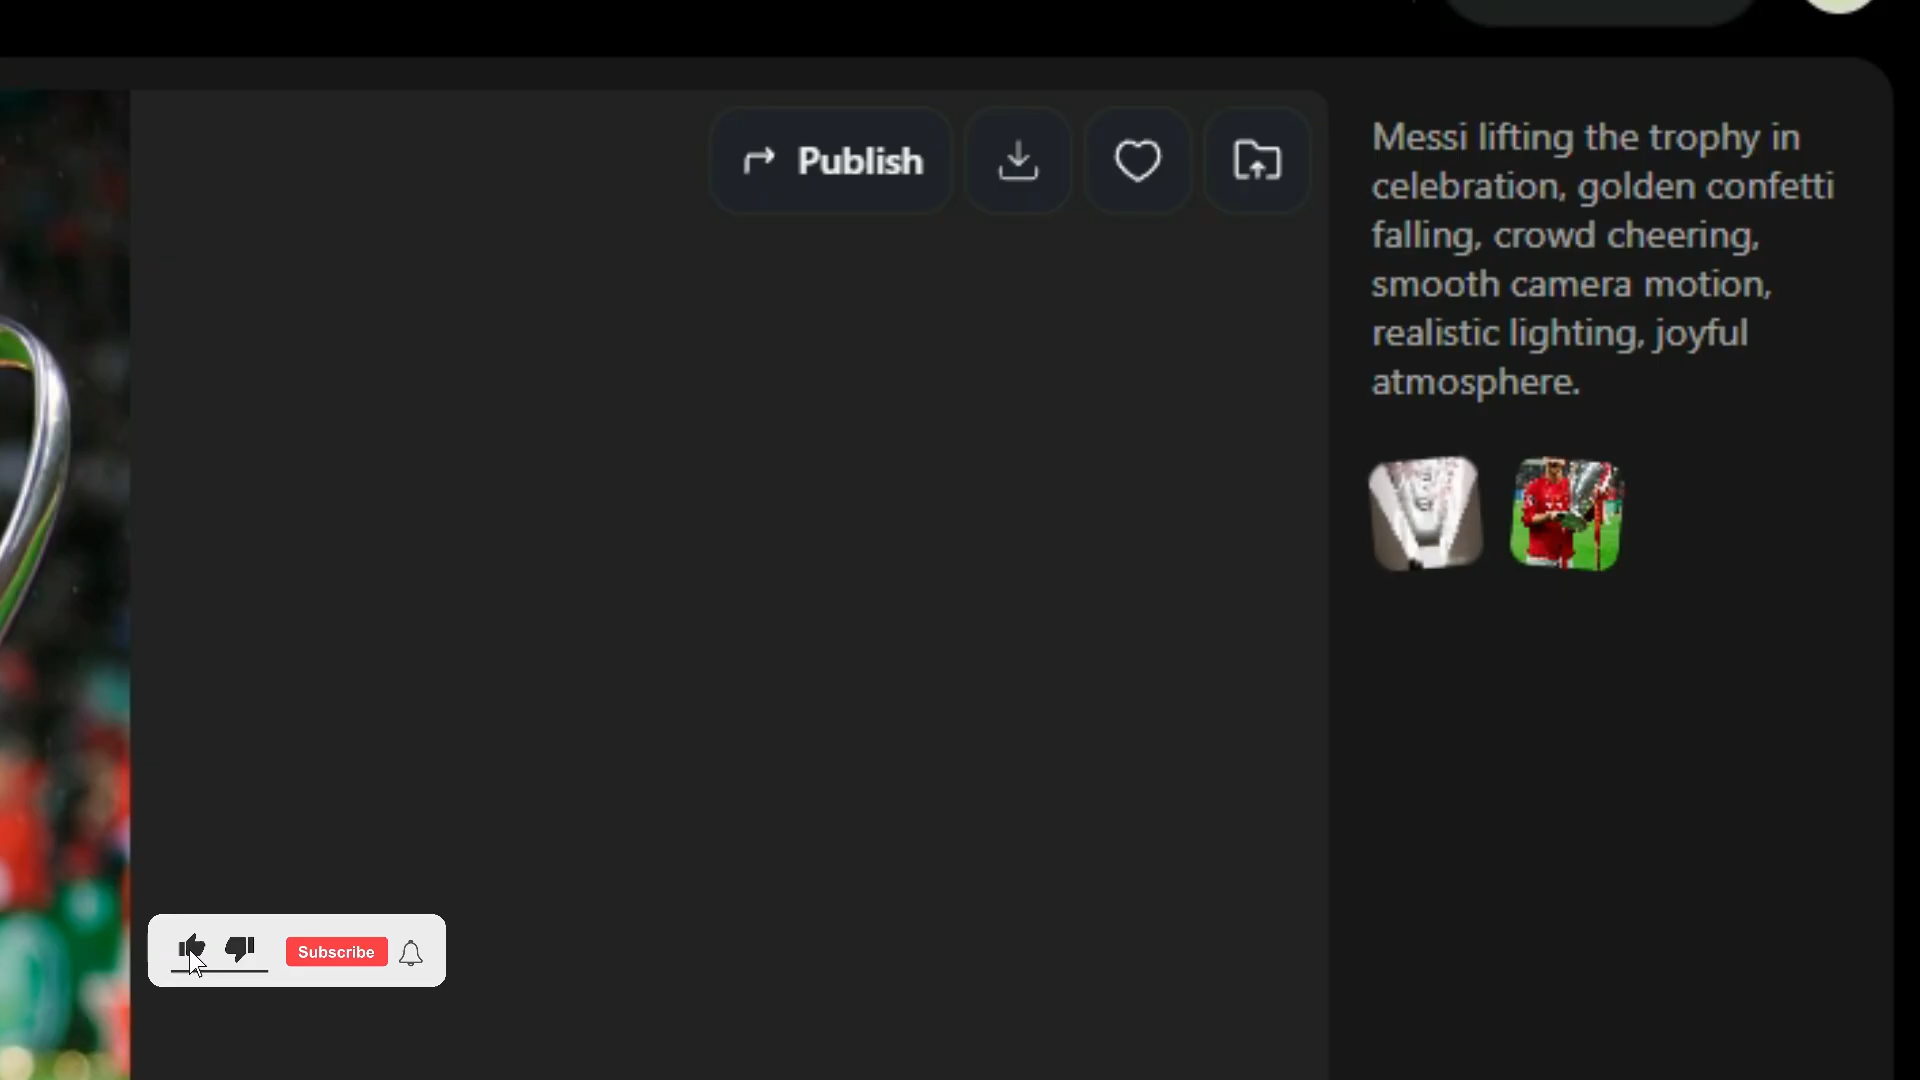 Publish
Messi lifting the trophy in
celebration, golden confetti
falling, crowd cheering,
smooth camera motion,
realistic lighting, joyful
atmosphere.
Subscribe